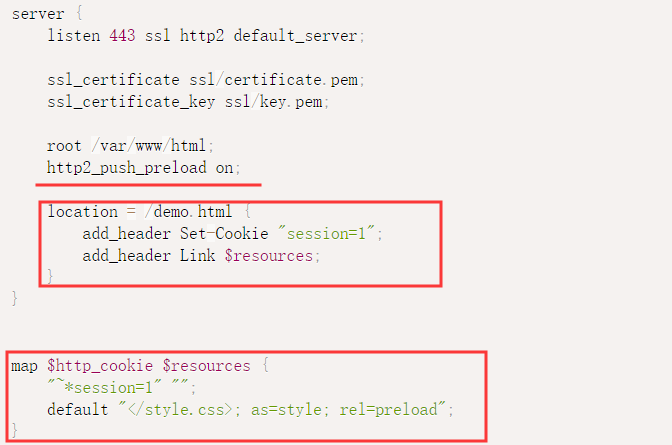 server {
listen 443 ssl http2 default_server;
ssl_certificate ssl/certificate.pem;
ssl_certificate_key ssl/key.pem;
root /var/www/html;
http2_push_preload on;
location = /demo.html {
add_header Set-Cookie "session=1";
add_header Link $resources;
}
}
map $http_cookie $resources {
"~*session=1" "";
default "</style.css>; as=style; rel=preload";
}